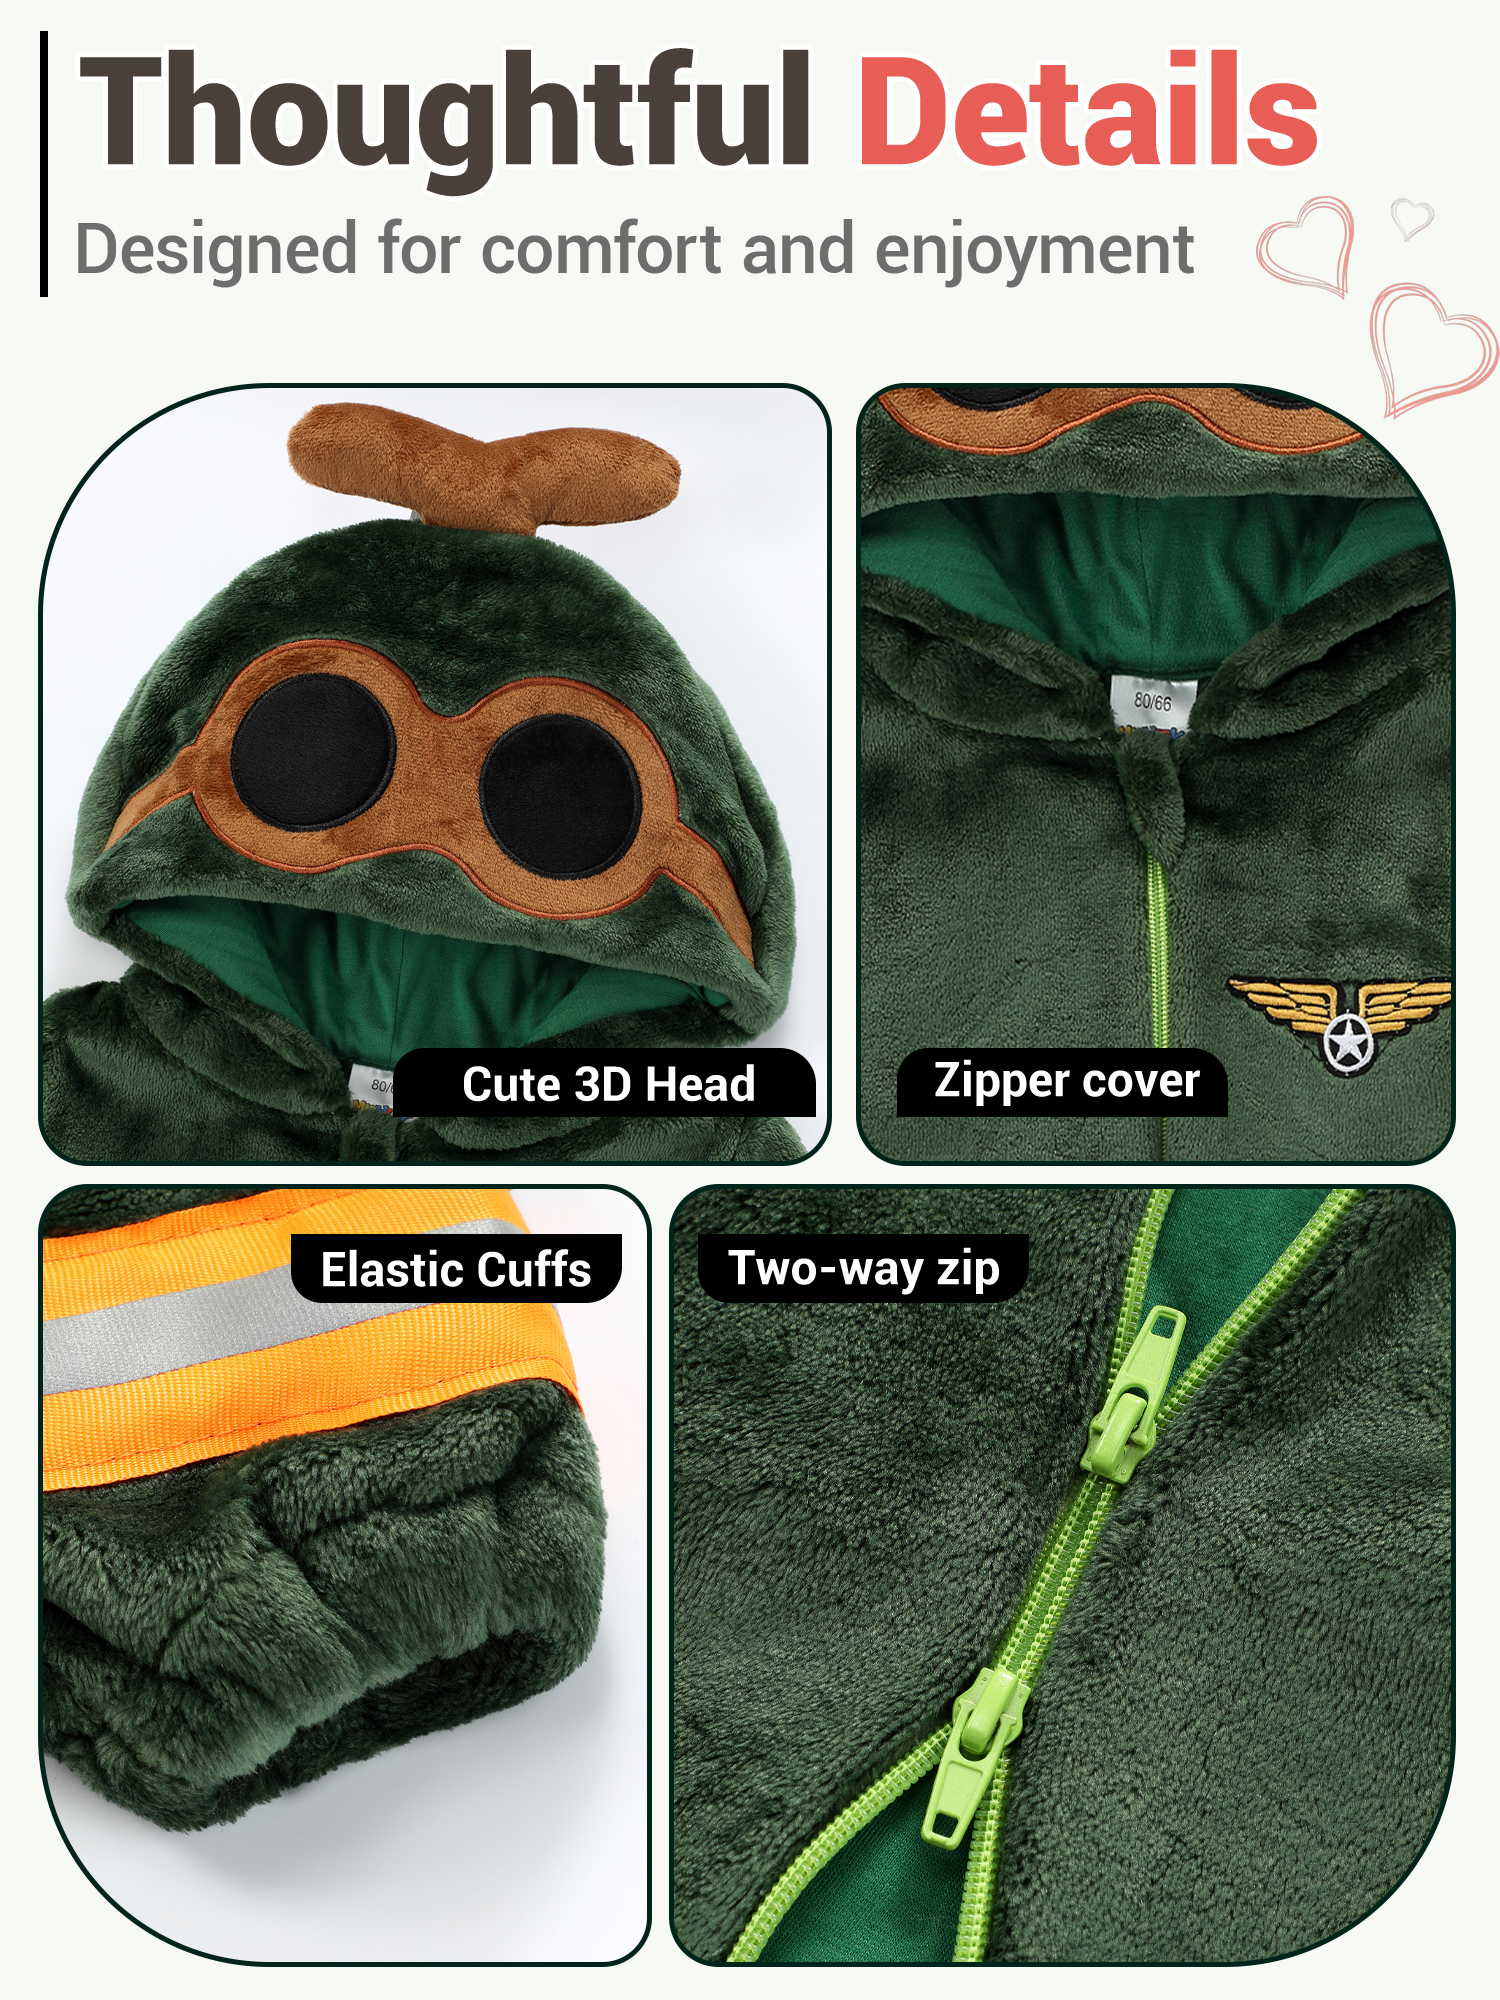 Thoughtful Details
Designed for comfort and enjoyment
80/66
Cute 3D Head
Zipper cover
Elastic Cuffs
Two-way zip